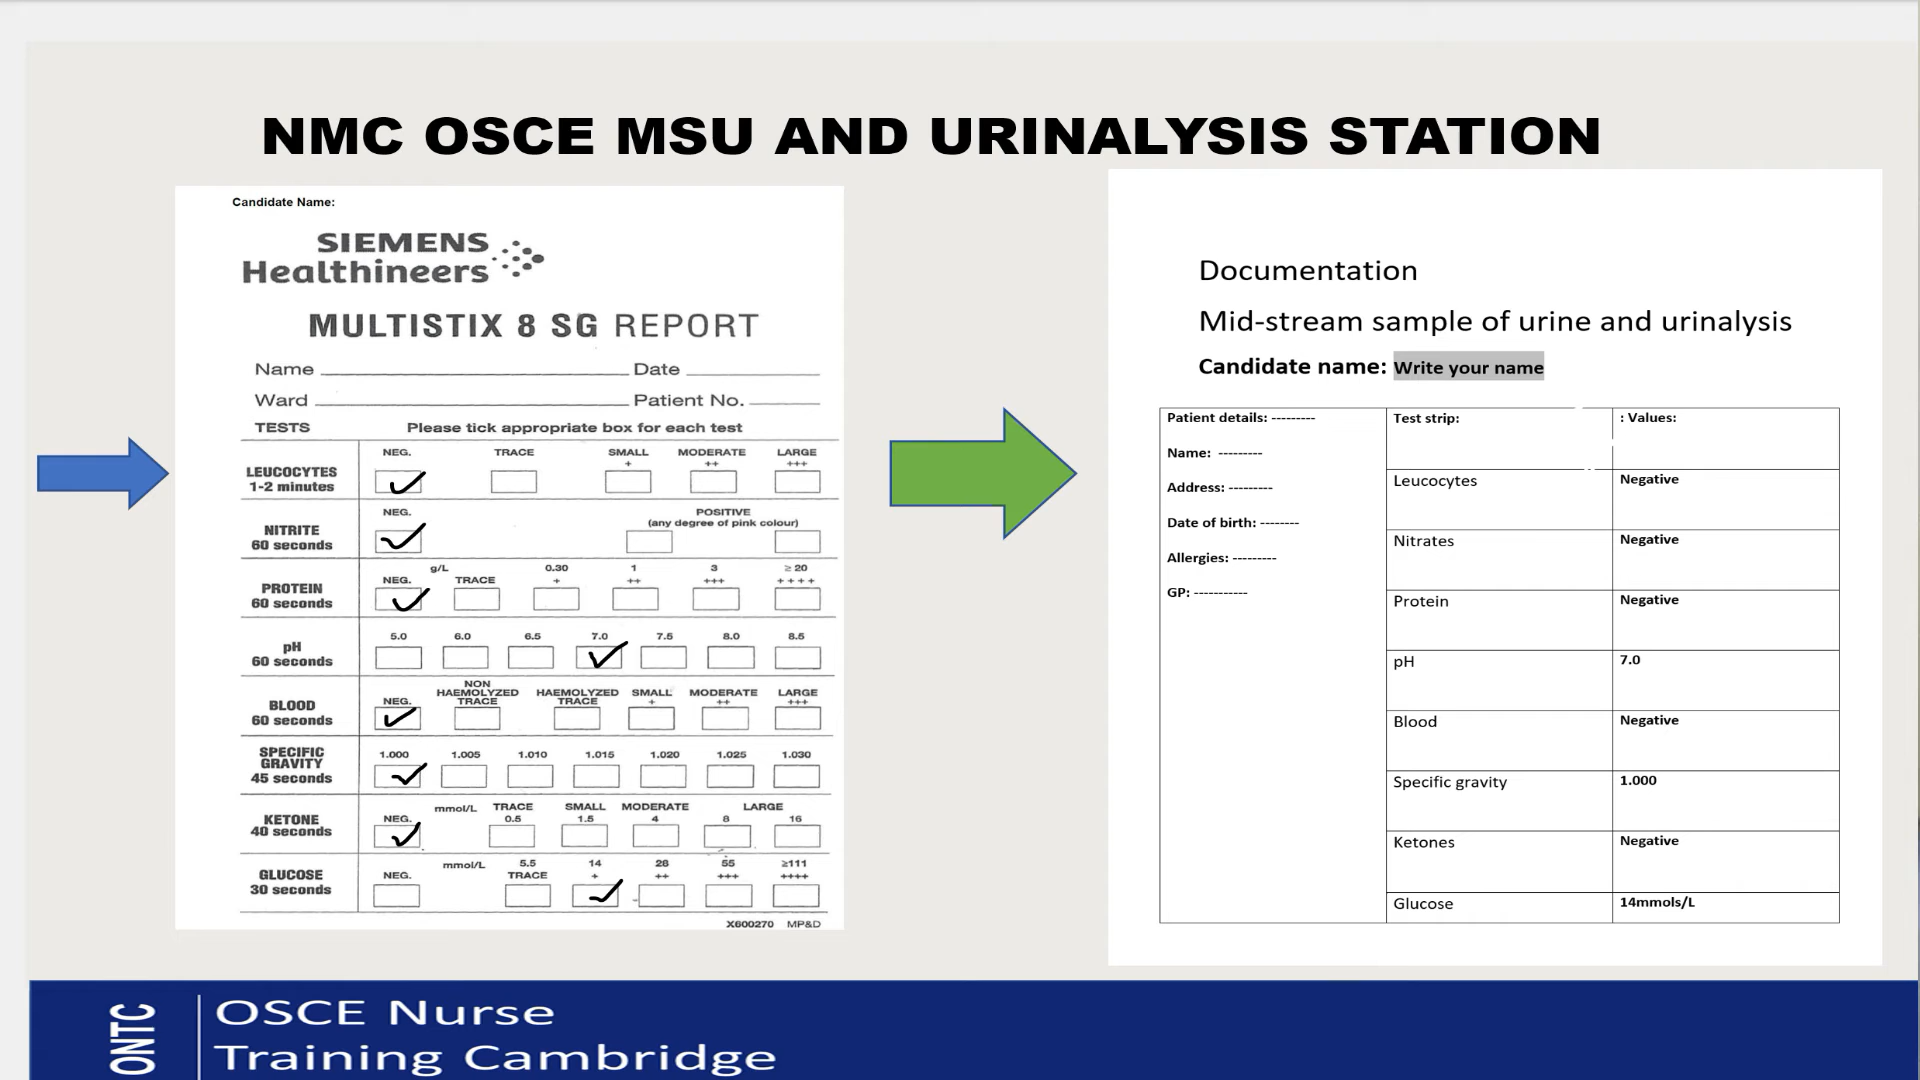 NMC OSCE MSU AND URINALYSIS STATION
Candidate Name:
SIEMENS
Healthineers
MULTISTIX 8 SG REPORT
Name Date
Ward Patient No.
TESTS Please tick appropriate box for each test
LEUCOCYTES
1-2 minutes
NEG. TRACE SMALL MODERATE LARGE
+ ++ +++
NITRITE
60 seconds
NEG. POSITIVE
(any degree of pink colour)
PROTEIN
60 seconds
g/L 0.30 1 3 ≥ 20
NEG. TRACE + ++ +++ ++++
pH
60 seconds
5.0 6.0 6.5 7.0 7.5 8.0 8.5
BLOOD
60 seconds
NON
HAEMOLYZED HAEMOLYZED SMALL MODERATE LARGE
NEG. TRACE TRACE + ++ +++
SPECIFIC
GRAVITY
45 seconds
1.000 1.005 1.010 1.015 1.020 1.025 1.030
KETONE
40 seconds
mmol/L TRACE SMALL MODERATE LARGE
NEG. 0.5 1.5 4 8 16
GLUCOSE
30 seconds
mmol/L 5.5 14 28 55 ≥111
NEG. TRACE + ++ +++ ++++
X600270 MP&D
Documentation
Mid-stream sample of urine and urinalysis
Candidate name: Write your name
Patient details: ---------
Name: ---------
Address: ---------
Date of birth: --------
Allergies: ---------
GP: -----------
Test strip: : Values:
Leucocytes Negative
Nitrates Negative
Protein Negative
pH 7.0
Blood Negative
Specific gravity 1.000
Ketones Negative
Glucose 14mmols/L
ONTC
OSCE Nurse
Training Cambridge